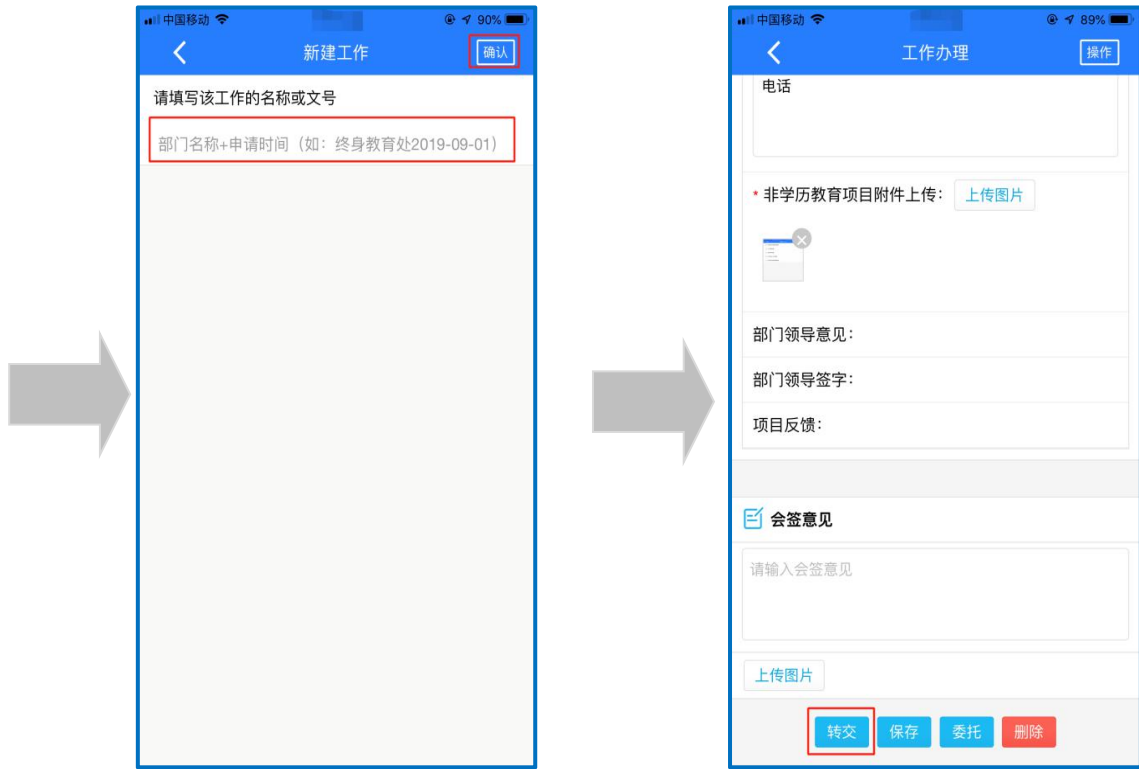 中国移动 90%
新建工作
确认
请填写该工作的名称或文号
部门名称+申请时间（如：终身教育处2019-09-01）
中国移动 89%
工作办理
操作
电话
* 非学历教育项目附件上传： 上传图片
部门领导意见：
部门领导签字：
项目反馈：
会签意见
请输入会签意见
上传图片
转交 保存 委托 删除